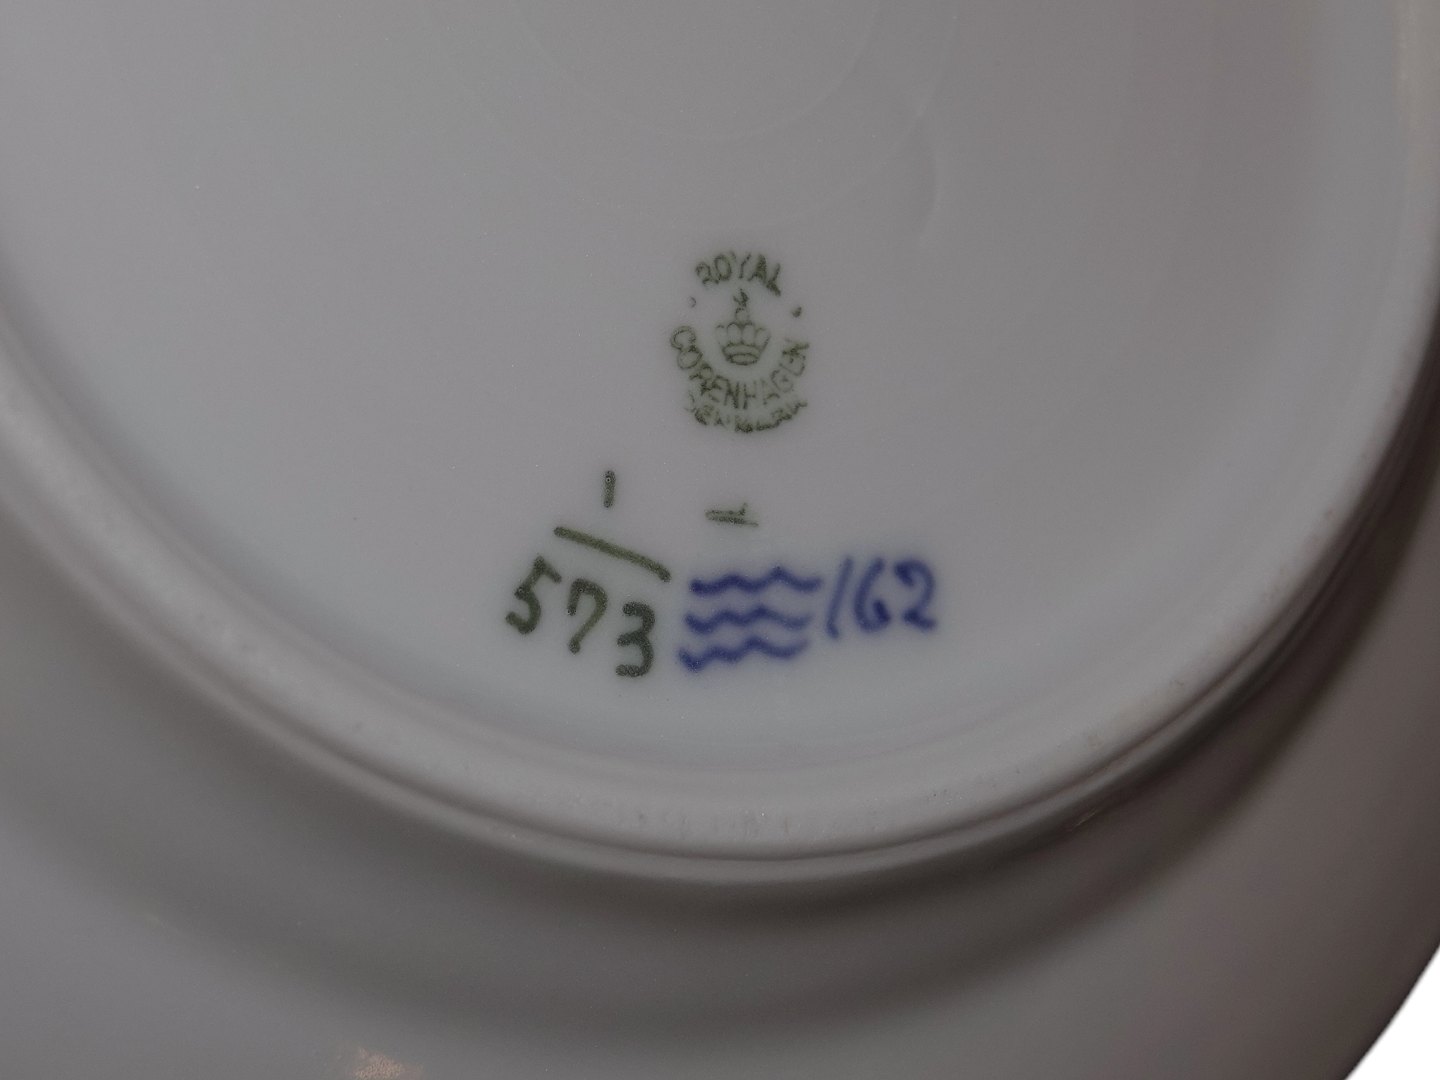 ROYAL
COPENHAGEN
DENMARK
1
573
162